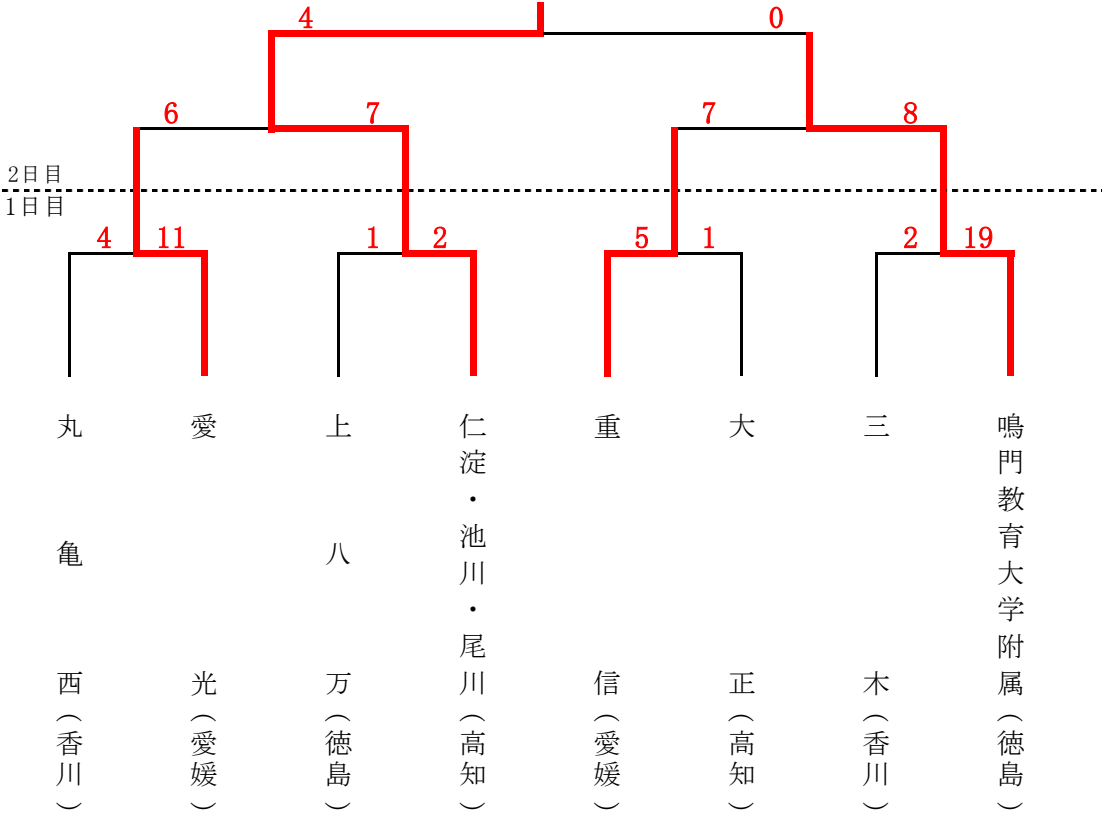 4 0
6 7 7 8
2日目
1日目
4 11 1 2 5 1 2 19
丸亀西（香川）
愛光（愛媛）
上八万（徳島）
仁淀・池川・尾川（高知）
重信（愛媛）
大正（高知）
三木（香川）
鳴門教育大学附属（徳島）